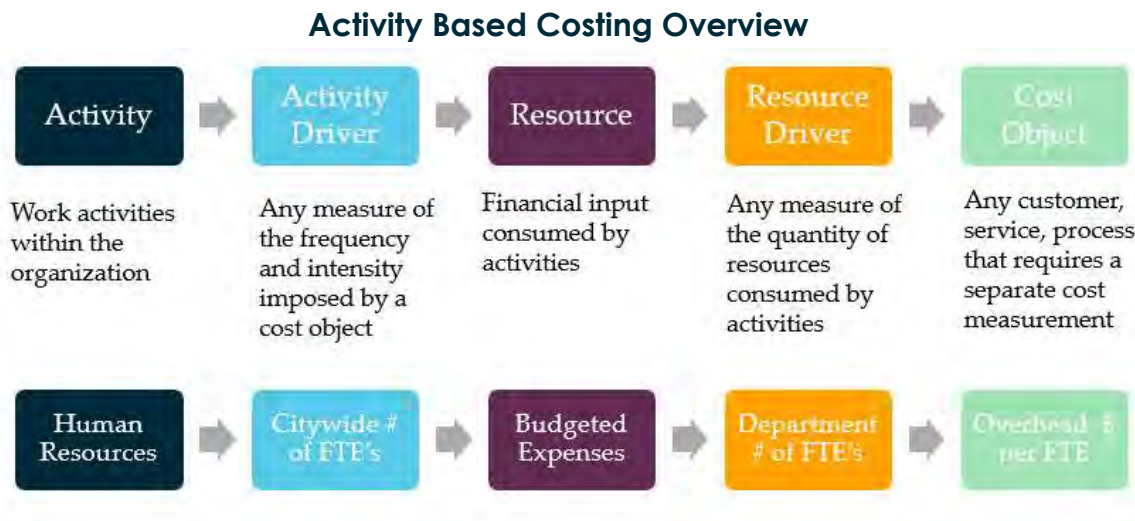 Activity Based Costing Overview
Activity
Activity
Driver
Resource
Resource
Driver
Cost
Object
Work activities
within the
organization
Any measure of
the frequency
and intensity
imposed by a
cost object
Financial input
consumed by
activities
Any measure of
the quantity of
resources
consumed by
activities
Any customer,
service, process
that requires a
separate cost
measurement
Human
Resources
Citywide #
of FTE's
Budgeted
Expenses
Department
# of FTE's
Overhead
per FTE